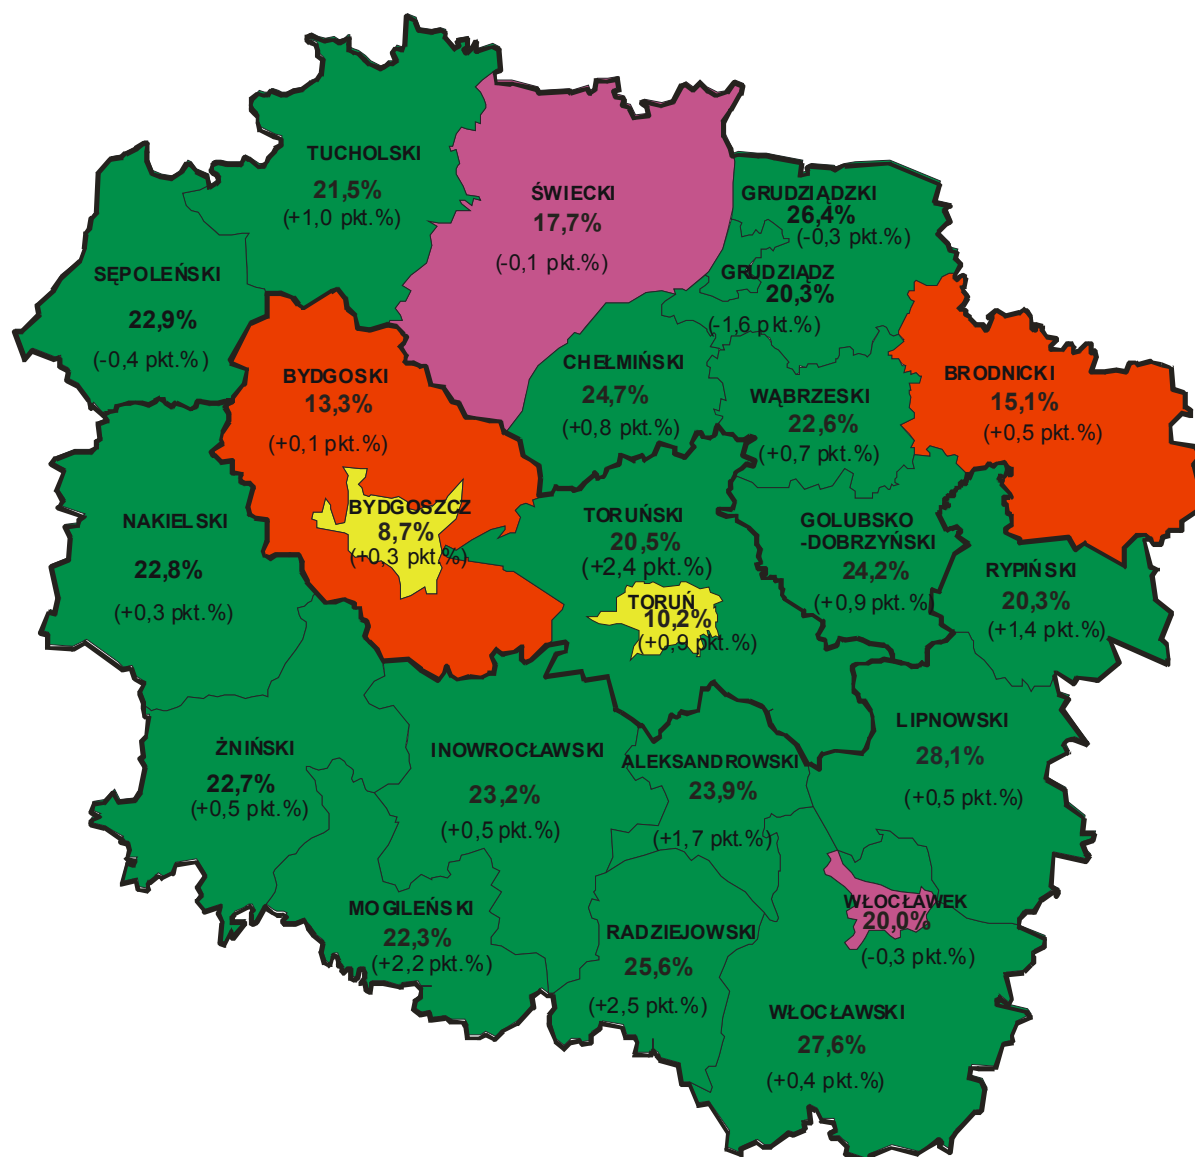 TUCHOLSKI
21,5%
(+1,0 pkt.%)
ŚWIECKI
17,7%
(-0,1 pkt.%)
GRUDZIĄDZKI
26,4%
(-0,3 pkt.%)
SĘPOLEŃSKI
22,9%
(-0,4 pkt.%)
GRUDZIĄDZ
20,3%
(-1,6 pkt.%)
BYDGOSKI
13,3%
(+0,1 pkt.%)
CHEŁMIŃSKI
24,7%
(+0,8 pkt.%)
WĄBRZESKI
22,6%
(+0,7 pkt.%)
BRODNICKI
15,1%
(+0,5 pkt.%)
NAKIELSKI
22,8%
(+0,3 pkt.%)
BYDGOSZCZ
8,7%
(+0,3 pkt.%)
TORUŃSKI
20,5%
(+2,4 pkt.%)
GOLUBSKO
-DOBRZYŃSKI
24,2%
(+0,9 pkt.%)
RYPIŃSKI
20,3%
(+1,4 pkt.%)
TORUŃ
10,2%
(+0,9 pkt.%)
ŻNIŃSKI
22,7%
(+0,5 pkt.%)
INOWROCŁAWSKI
23,2%
(+0,5 pkt.%)
ALEKSANDROWSKI
23,9%
(+1,7 pkt.%)
LIPNOWSKI
28,1%
(+0,5 pkt.%)
MOGILEŃSKI
22,3%
(+2,2 pkt.%)
RADZIEJOWSKI
25,6%
(+2,5 pkt.%)
WŁOCŁAWEK
20,0%
(-0,3 pkt.%)
WŁOCŁAWSKI
27,6%
(+0,4 pkt.%)